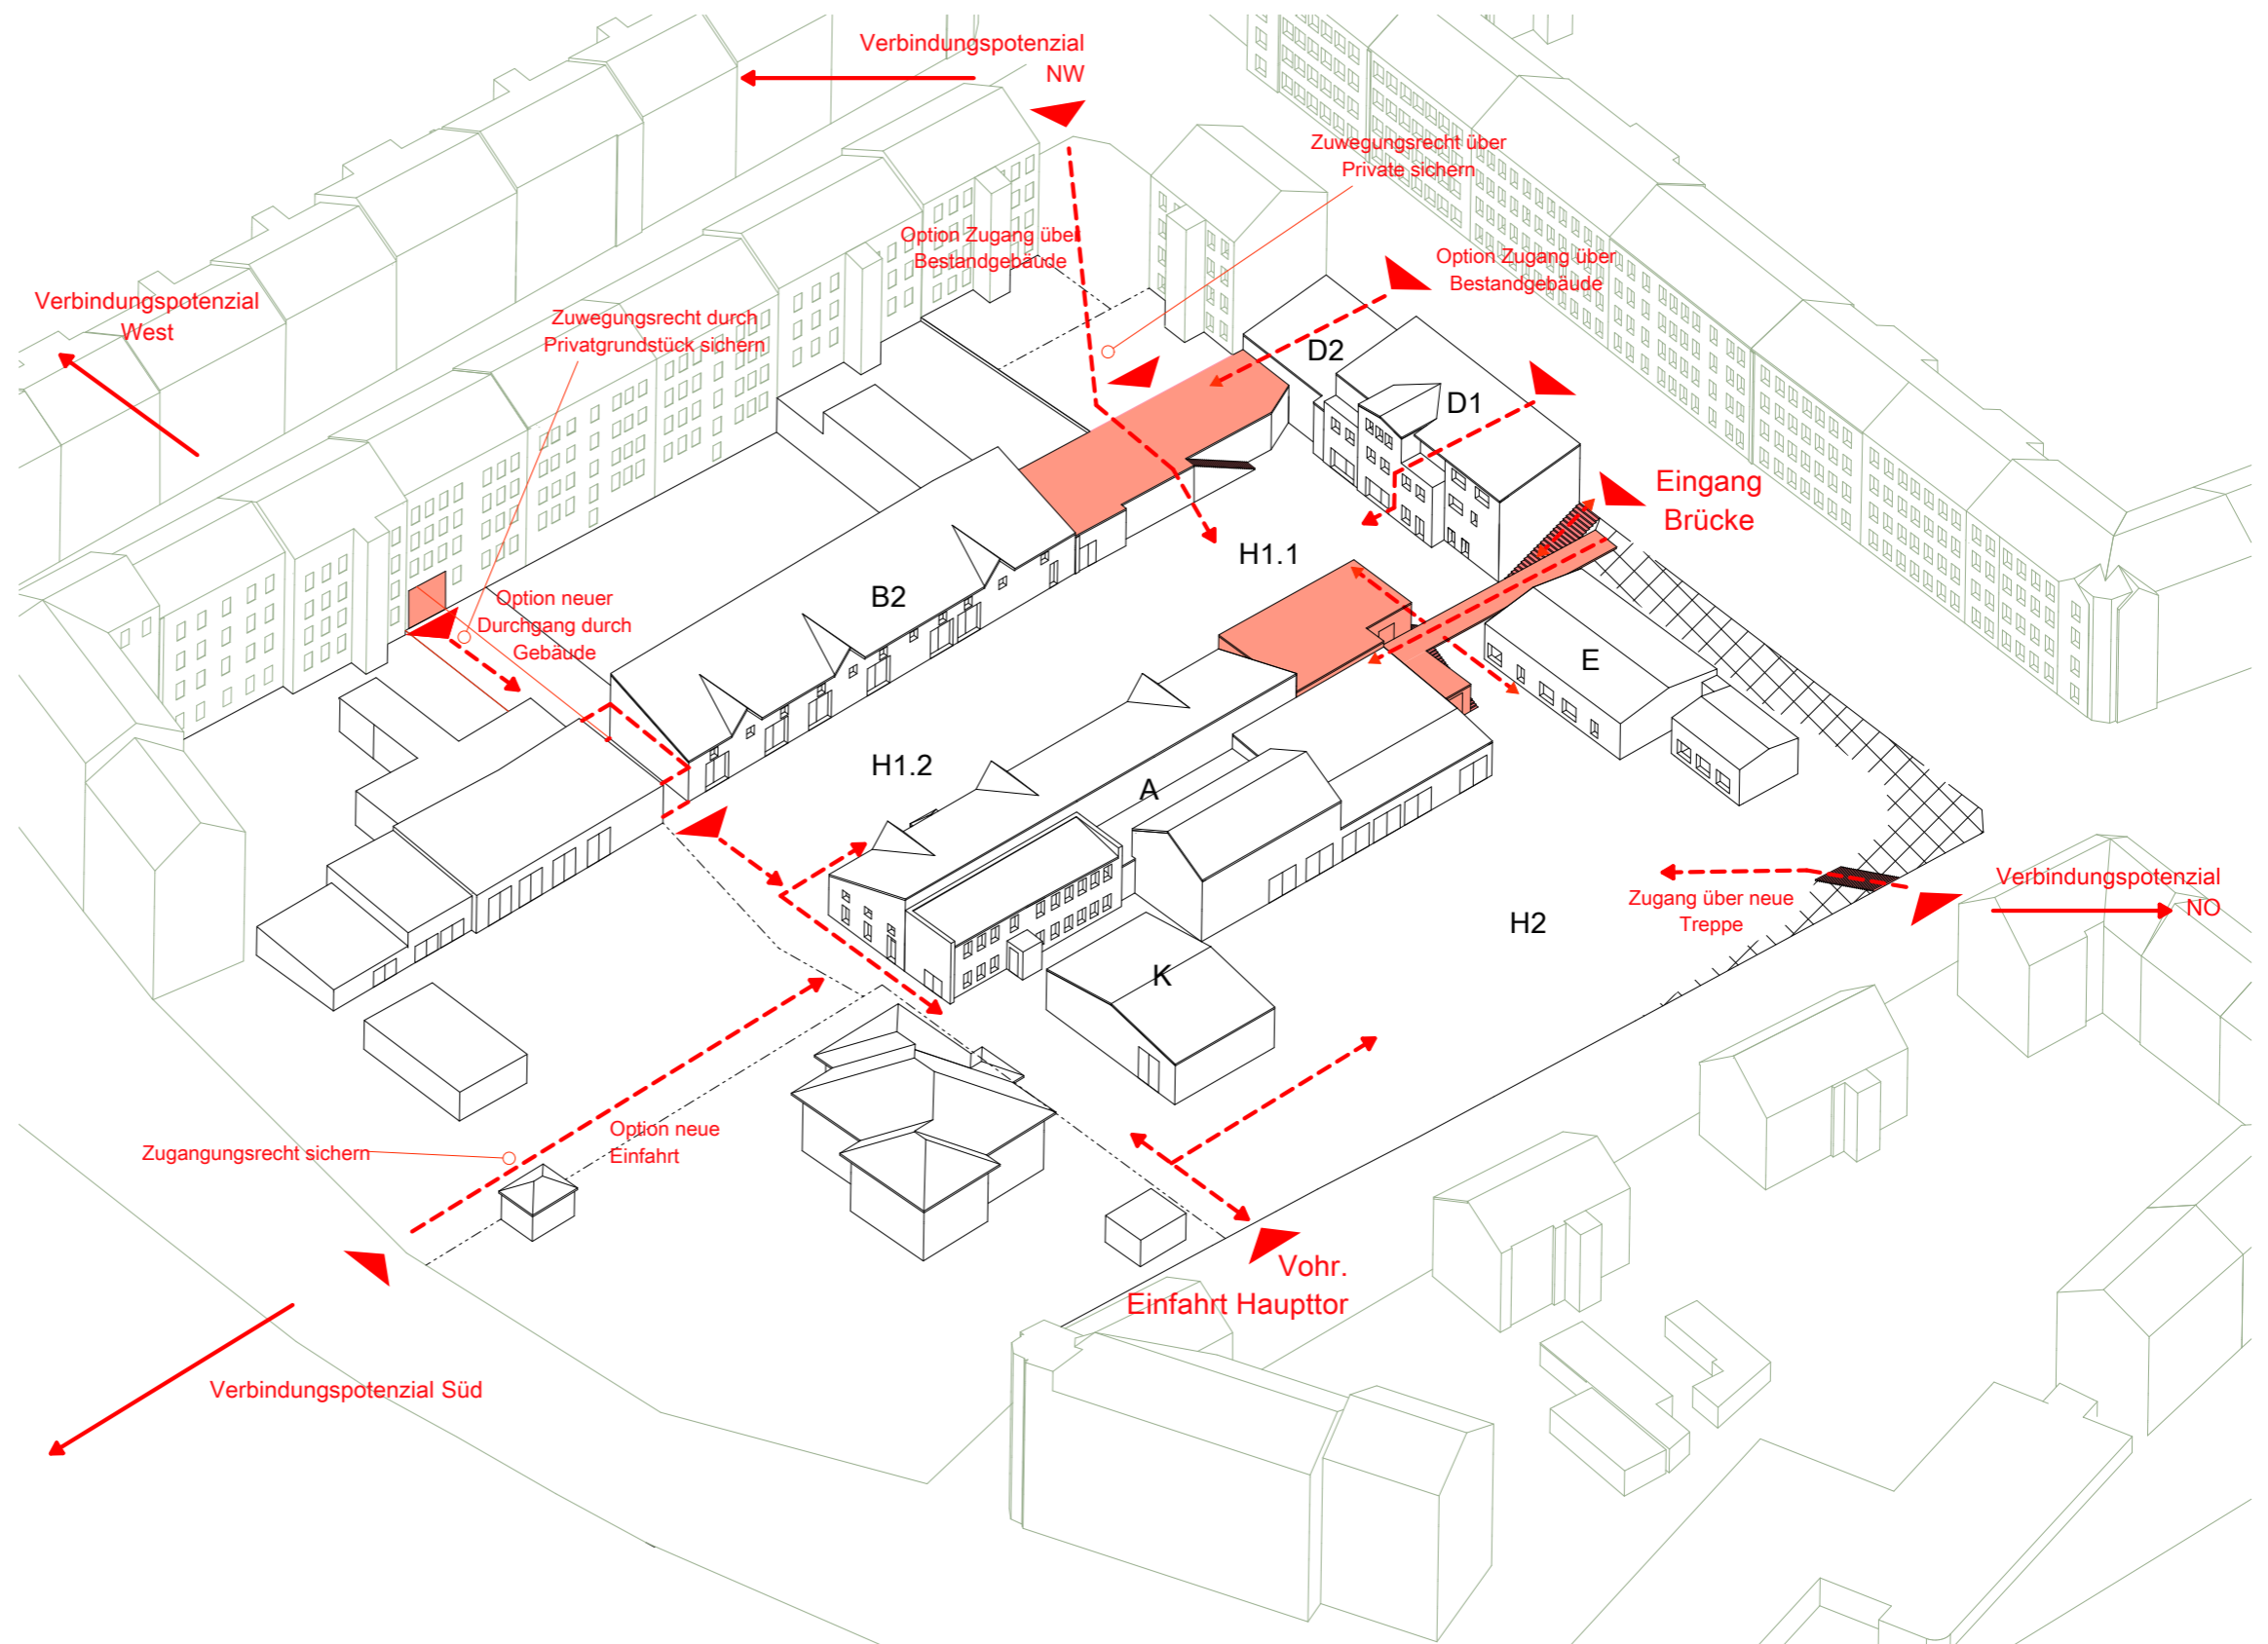 Verbindungspotenzial
NW
Zuwegungsrecht über
Private sichern
Option Zugang über
Bestandgebäude
Option Zugang über
Bestandgebäude
Verbindungspotenzial
West
Zuwegungsrecht durch
Privatgrundstück sichern
D2
D1
Eingang
Brücke
H1.1
B2
Option neuer
Durchgang durch
Gebäude
E
H1.2
A
Verbindungspotenzial
NO
Zugang über neue
Treppe
H2
K
Option neue
Einfahrt
Zugangungsrecht sichern
Vohr.
Einfahrt Haupttor
Verbindungspotenzial Süd